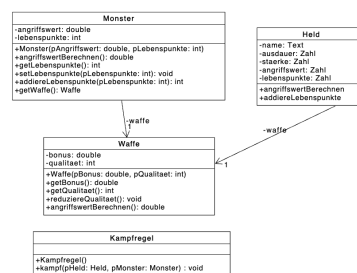 Monster
-angriffswert: double
-lebenspunkte: int
+Monster(pAngriffswert: double, pLebenspunkte: int)
+angriffswertBerechnen(): double
+getLebenspunkte(): int
+setLebenspunkte(pLebenspunkte: int): void
+addiereLebenspunkte(pLebenspunkte: int): int
+getWaffe(): Waffe
Held
-name: Text
-ausdauer: Zahl
-staerke: Zahl
-angriffswert: Zahl
-lebenspunkte: Zahl
+angriffswertBerechnen
+addiereLebenspunkte
-waffe
1
-waffe
1
Waffe
-bonus: double
-qualitaet: int
+Waffe(pBonus: double, pQualitaet: int)
+getBonus(): double
+getQualitaet(): int
+reduziereQualitaet(): void
+angriffswertBerechnen(): double
Kampfregel
+Kampfregel()
+kampf(pHeld: Held, pMonster: Monster) : void